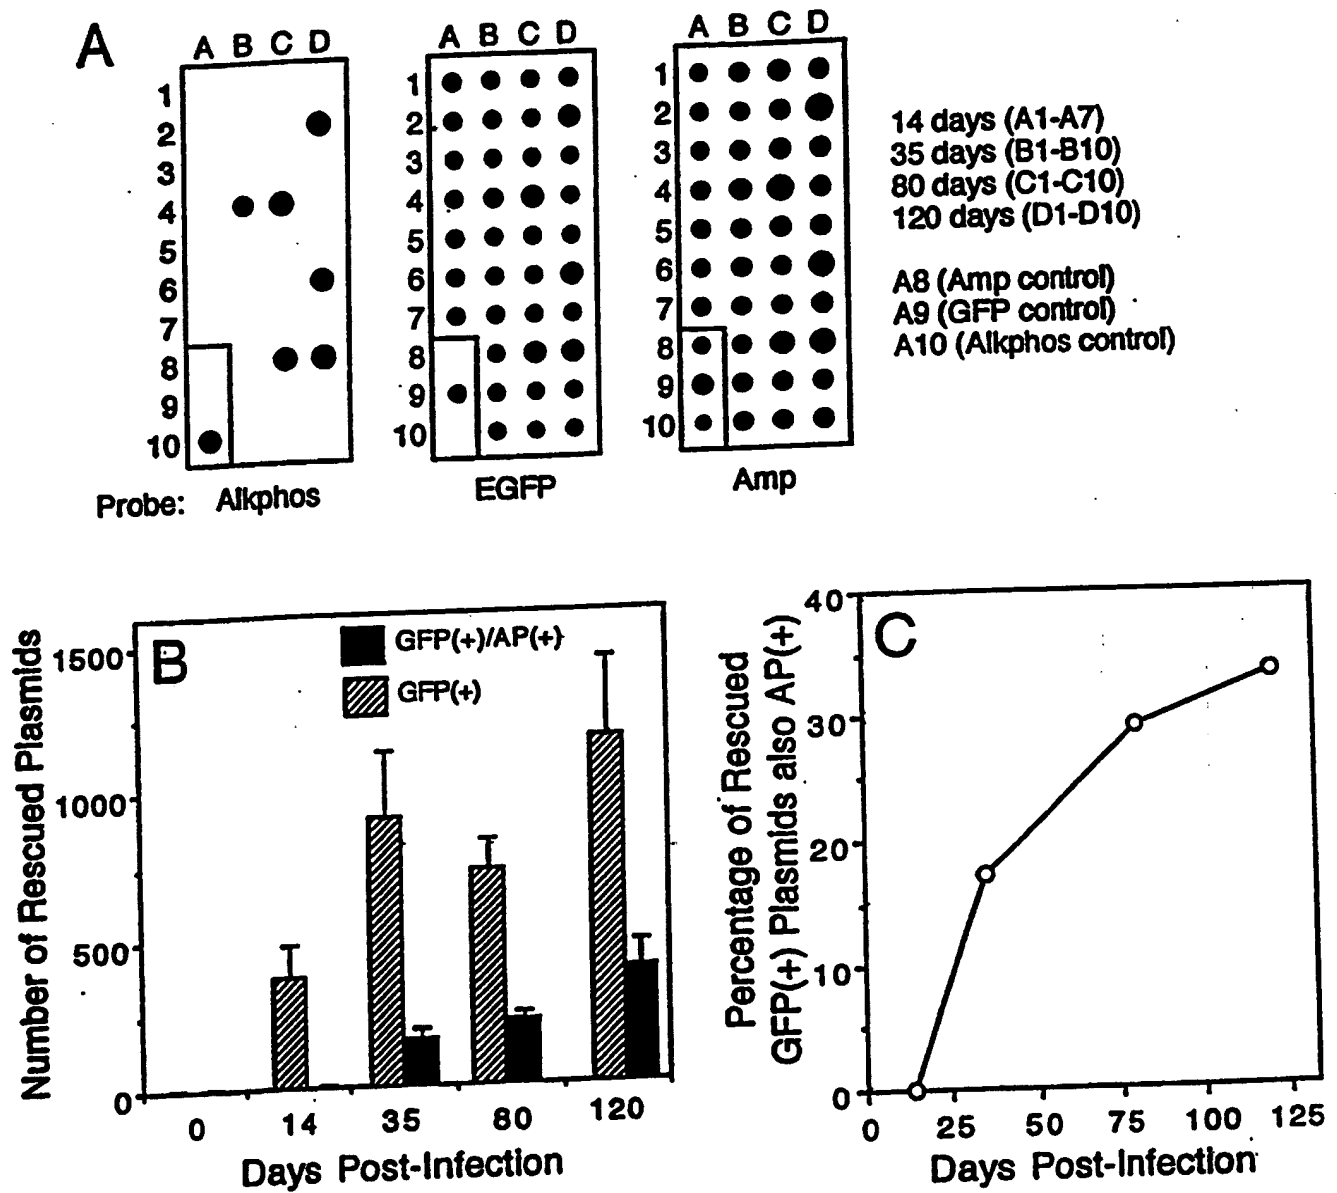 A
A B C D
1
2
3
4
5
6
7
8
9
10
A B C D
1
2
3
4
5
6
7
8
9
10
A B C D
1
2
3
4
5
6
7
8
9
10
14 days (A1-A7)
35 days (B1-B10)
80 days (C1-C10)
120 days (D1-D10)
A8 (Amp control)
A9 (GFP control)
A10 (Alkphos control)
Probe: Alkphos
EGFP
Amp
B
GFP(+)/AP(+)
GFP(+)
Number of Rescued Plasmids
1500
1000
500
0
0 14 35 80 120
Days Post-Infection
C
Percentage of Rescued
GFP(+) Plasmids also AP(+)
40
30
20
10
0
0 25 50 75 100 125
Days Post-Infection